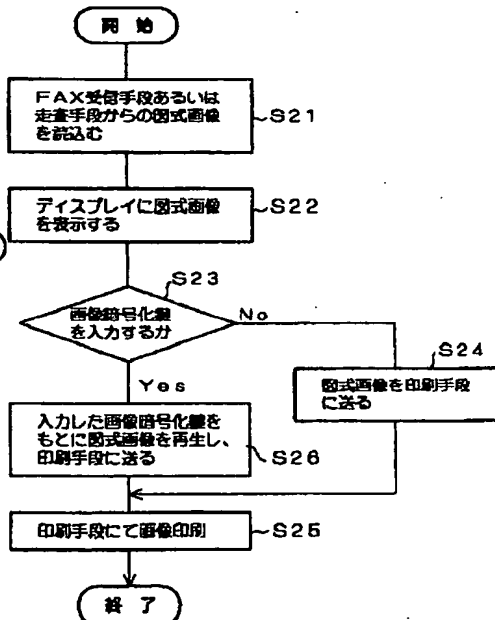 開 始
FAX受信手段あるいは
走査手段からの図式画像
を読込む
S21
ディスプレイに図式画像
を表示する
S22
S23
画像暗号化鍵
を入力するか
No
Yes
S24
図式画像を印刷手段
に送る
入力した画像暗号化鍵を
もとに図式画像を再生し、
印刷手段に送る
S26
印刷手段にて画像印刷
S25
終 了